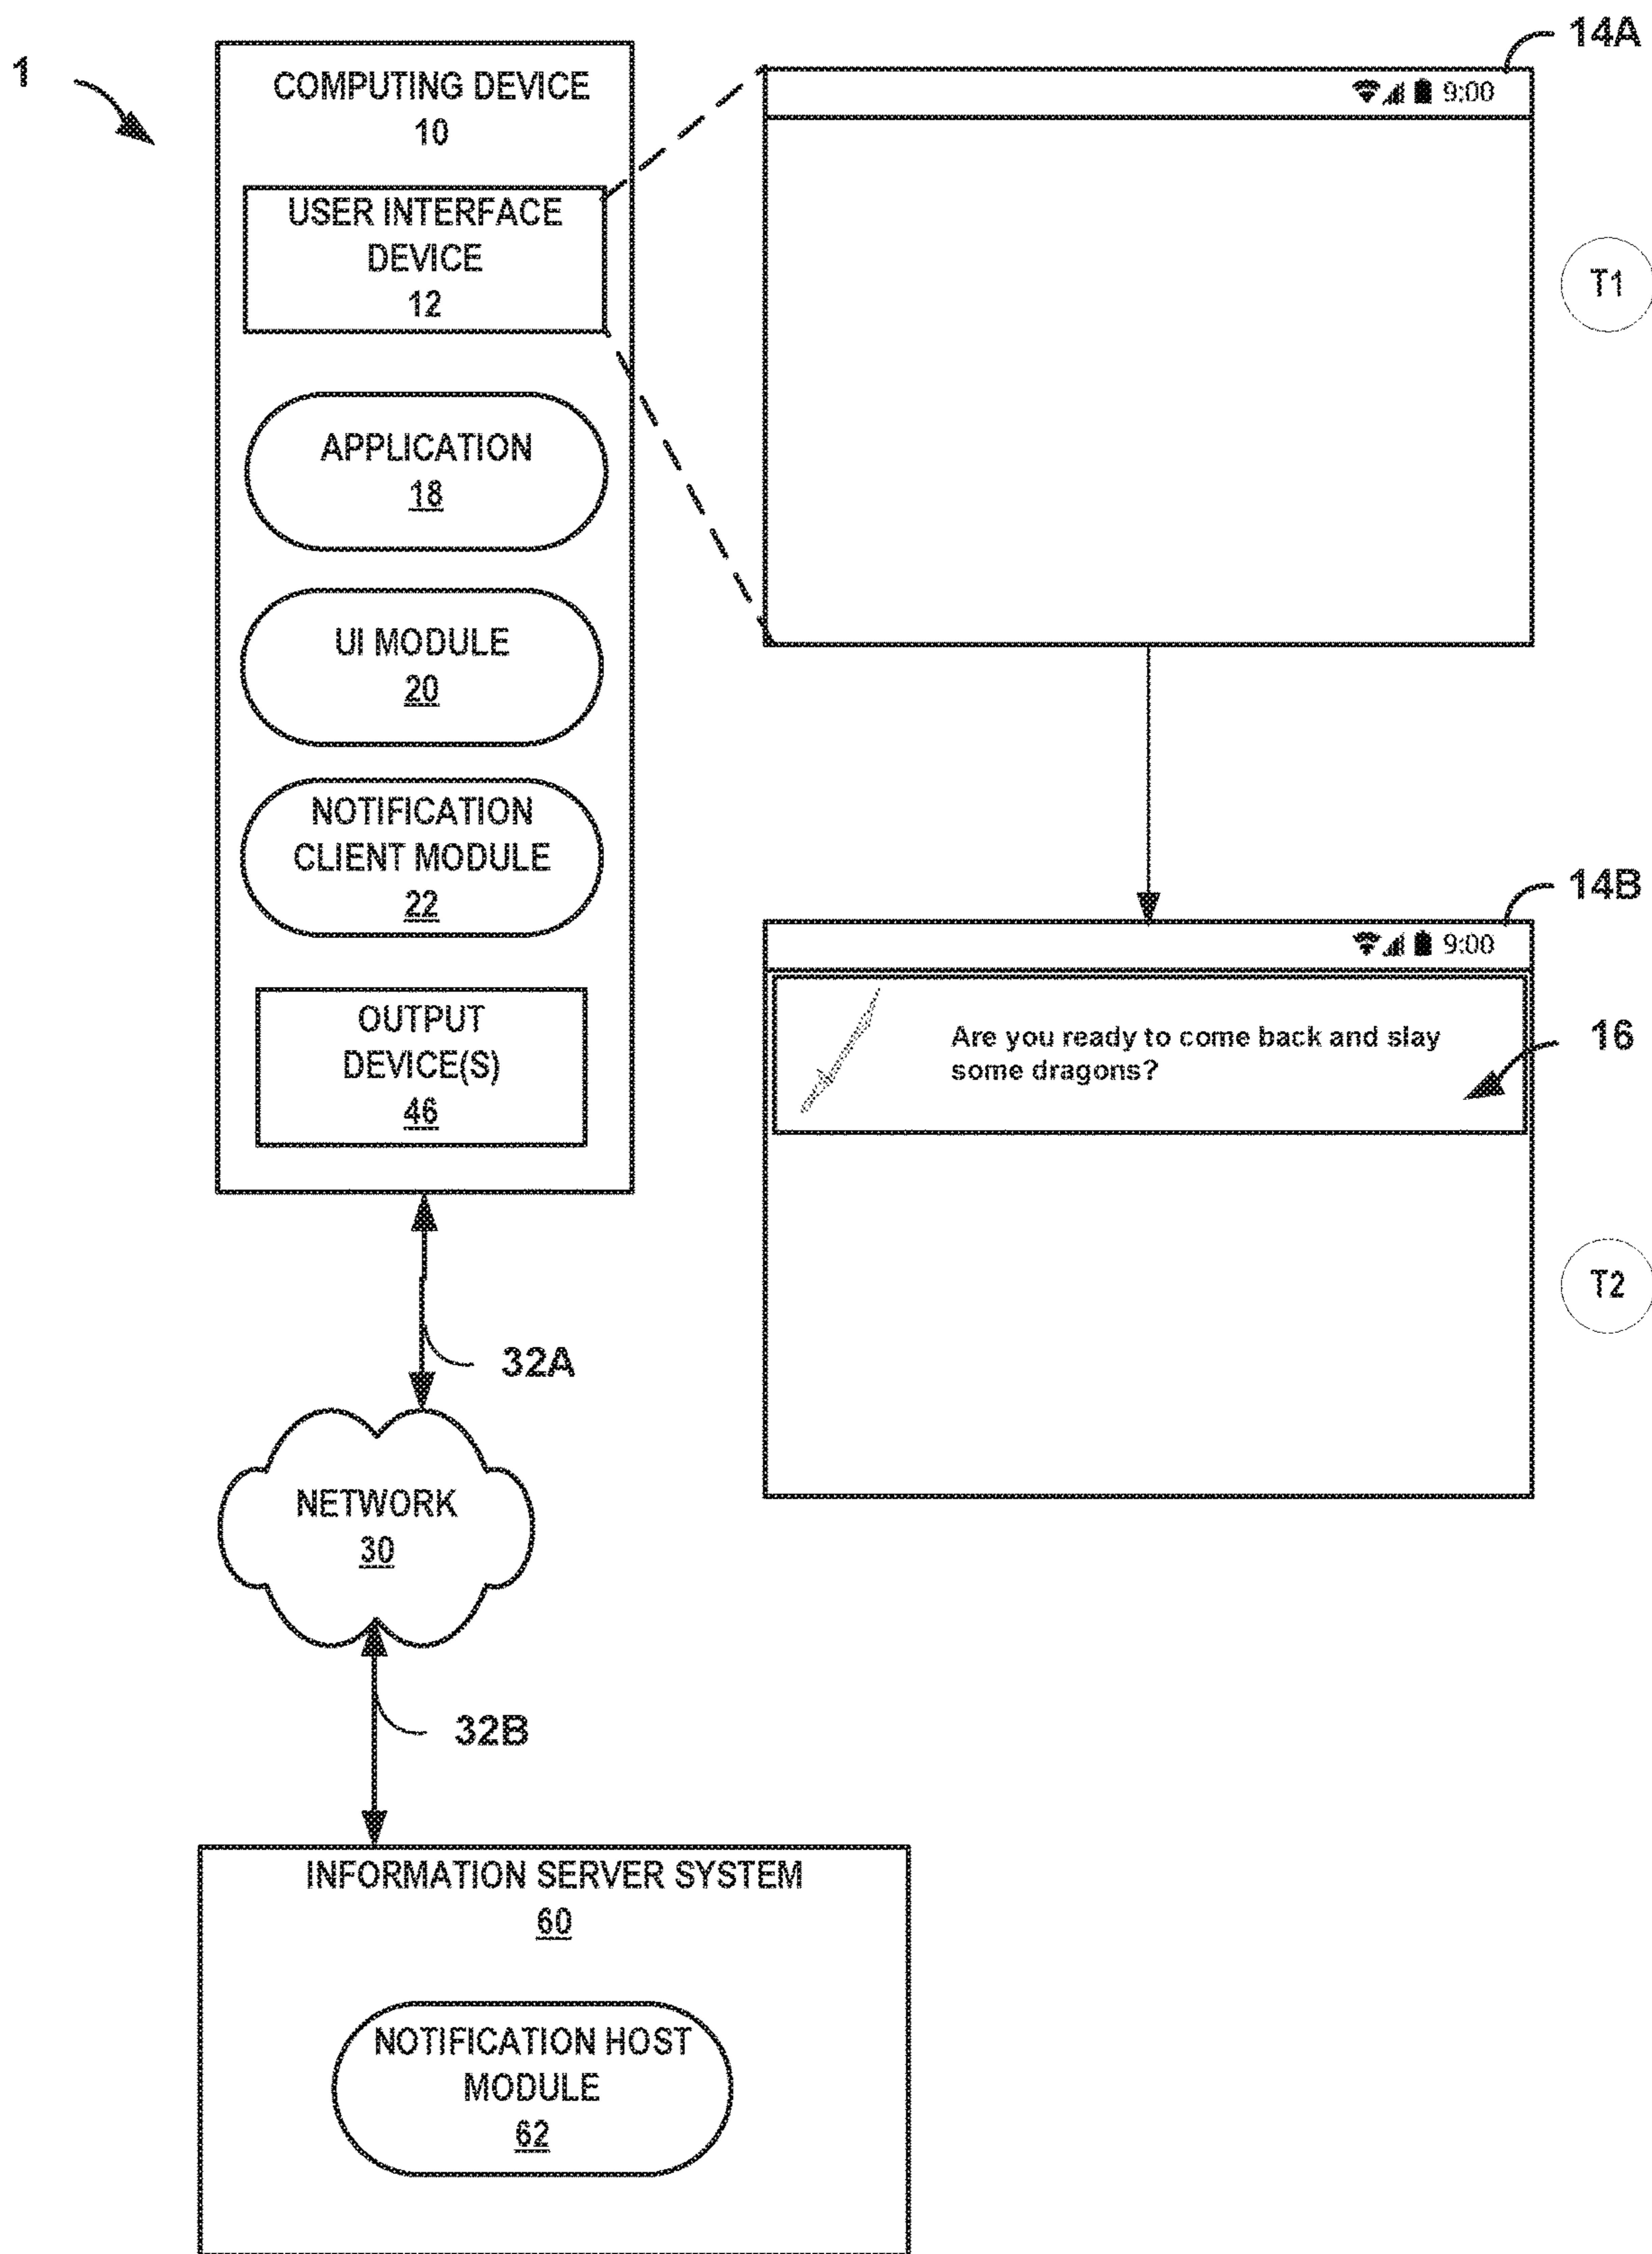 1
COMPUTING DEVICE
10
USER INTERFACE
DEVICE
12
APPLICATION
18
UI MODULE
20
NOTIFICATION
CLIENT MODULE
22
OUTPUT
DEVICE(S)
46
14A
9:00
T1
14B
9:00
Are you ready to come back and slay
some dragons?
16
T2
32A
NETWORK
30
32B
INFORMATION SERVER SYSTEM
60
NOTIFICATION HOST
MODULE
62